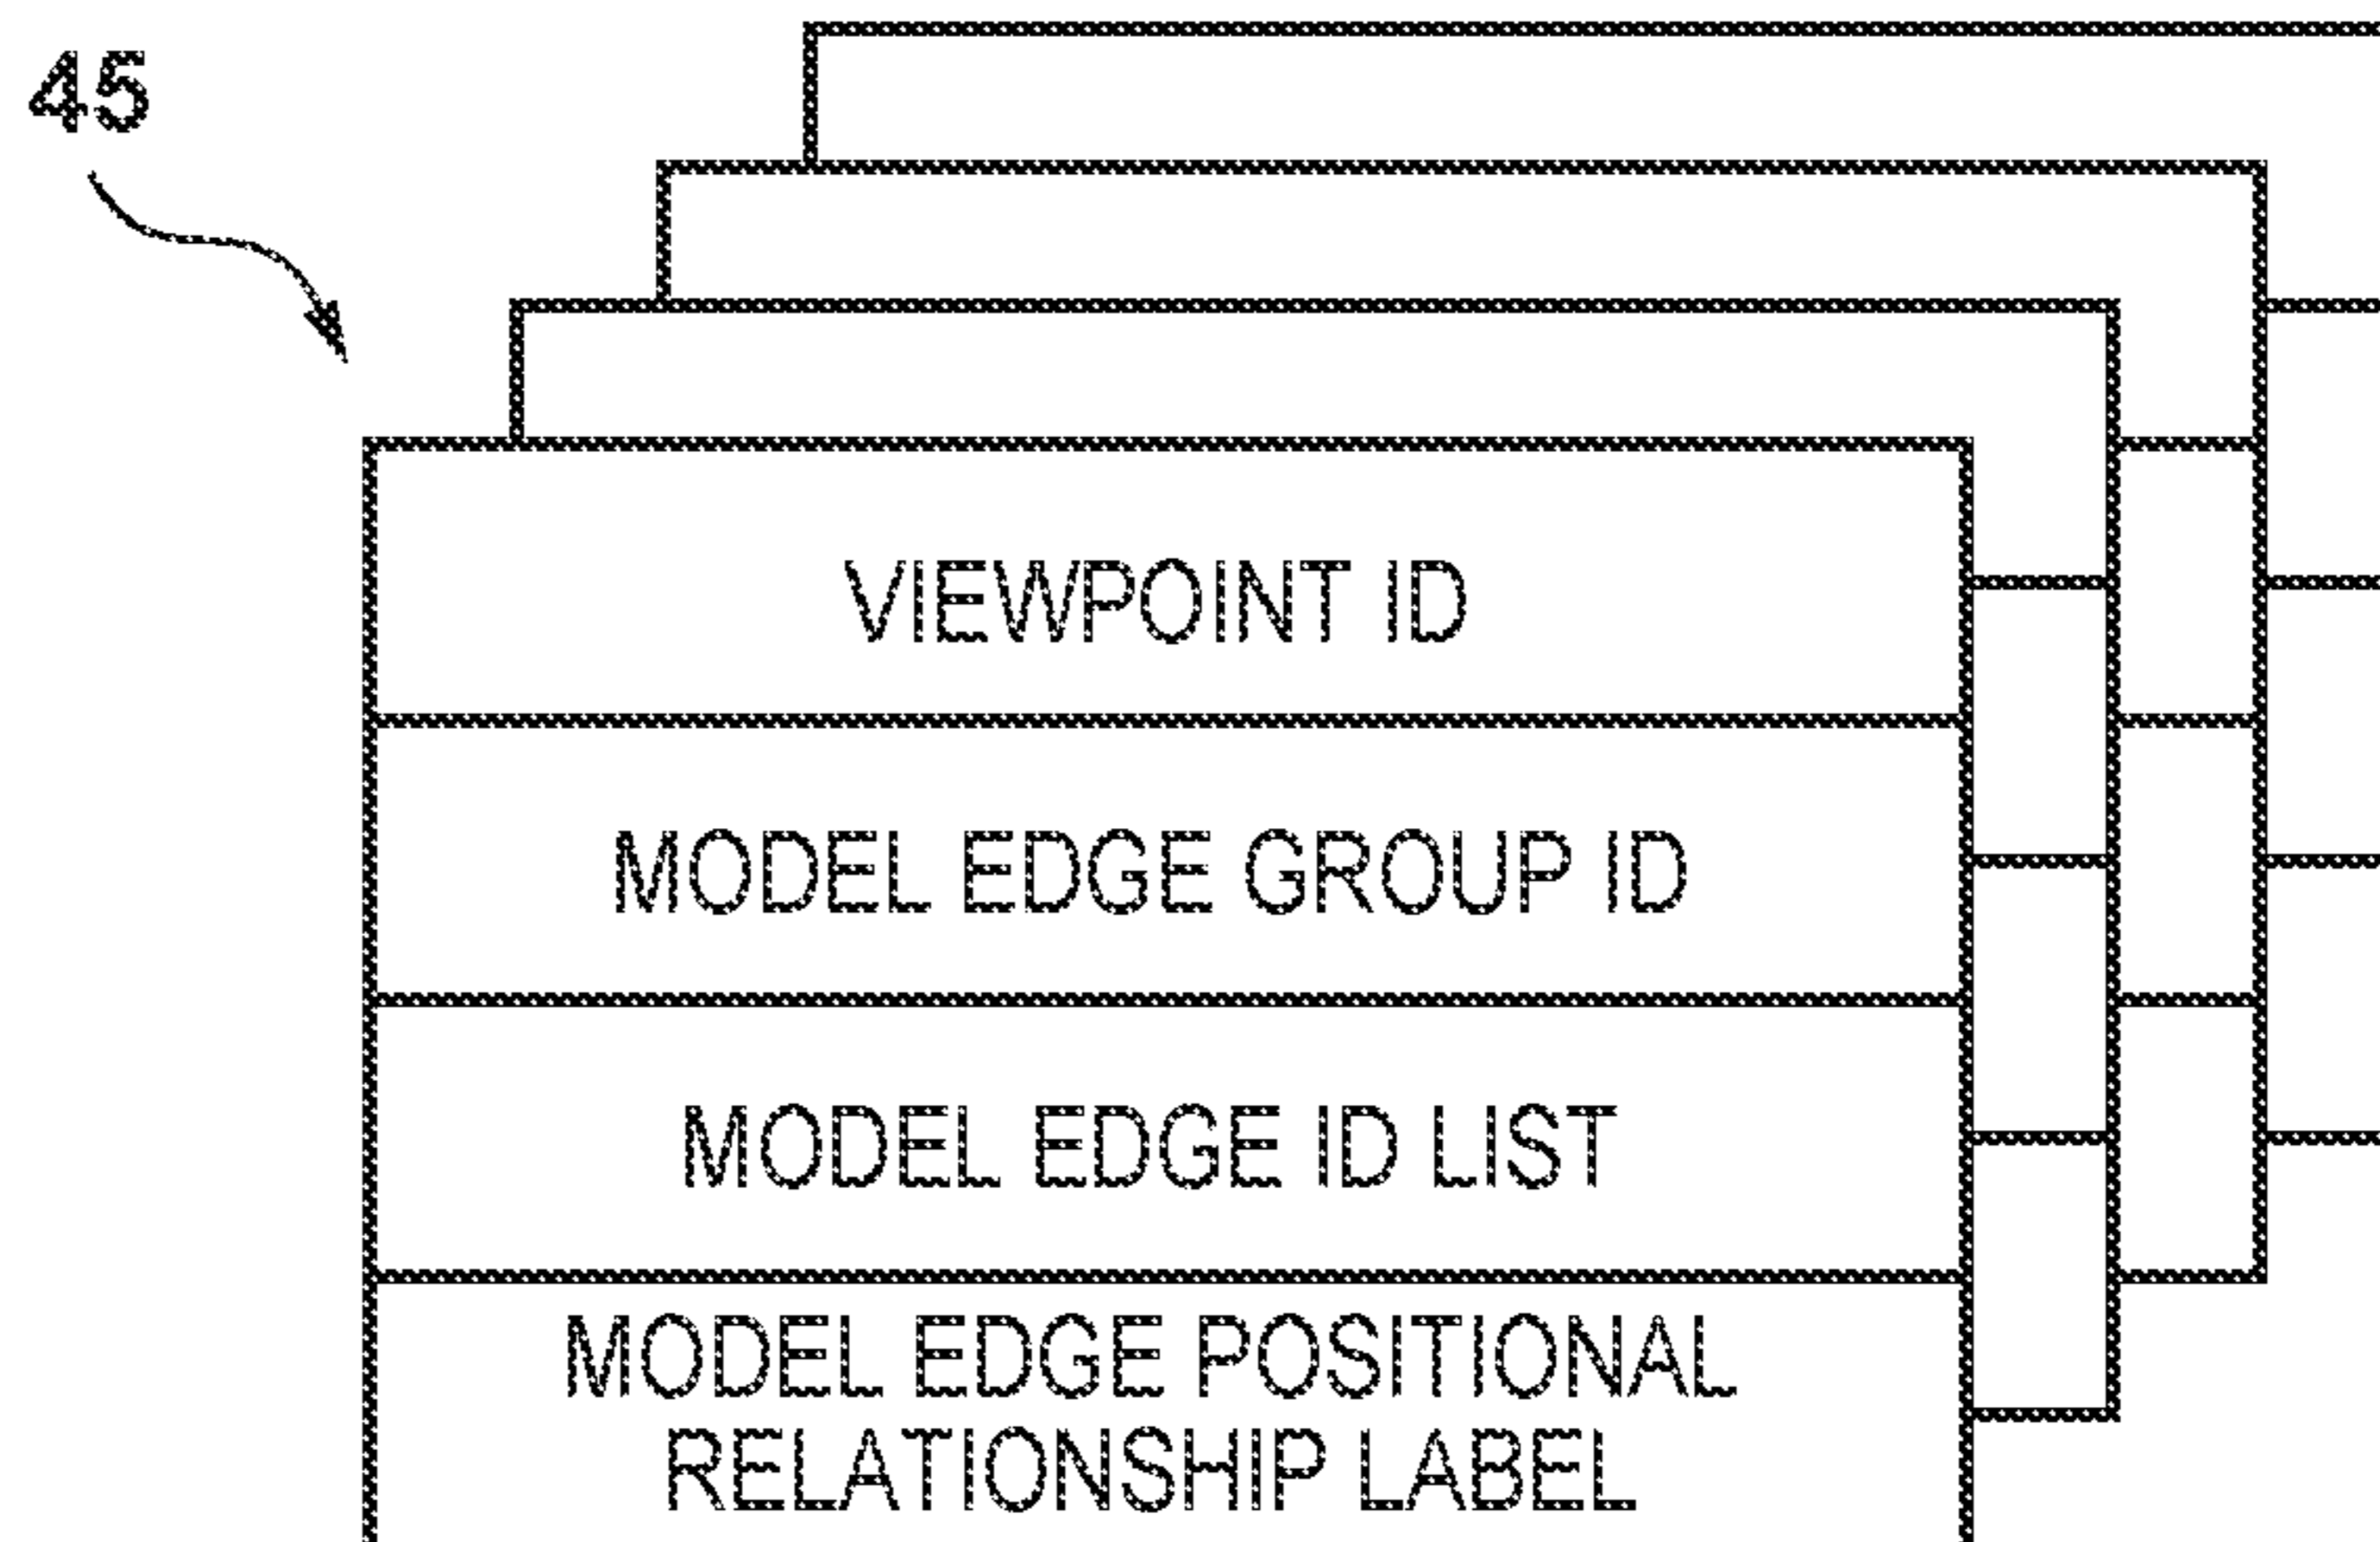 45
VIEWPOINT ID
MODEL EDGE GROUP ID
MODEL EDGE ID LIST
MODEL EDGE POSITIONAL
RELATIONSHIP LABEL